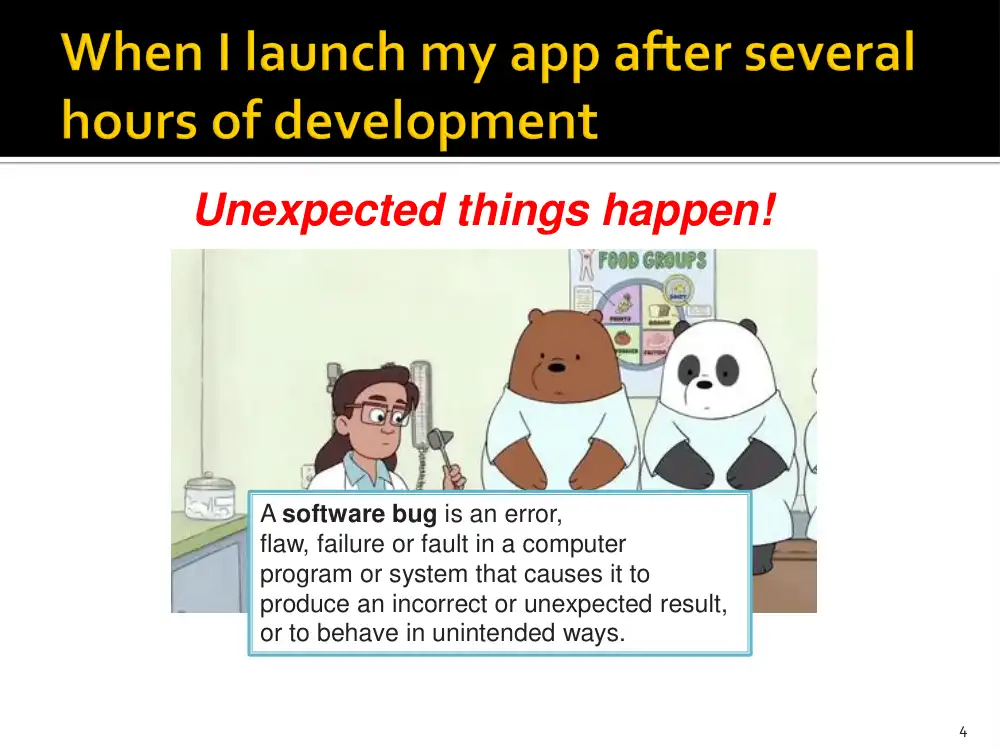 When I launch my app after several
hours of development
Unexpected things happen!
FOOD GROUPS
A software bug is an error,
flaw, failure or fault in a computer
program or system that causes it to
produce an incorrect or unexpected result,
or to behave in unintended ways.
4